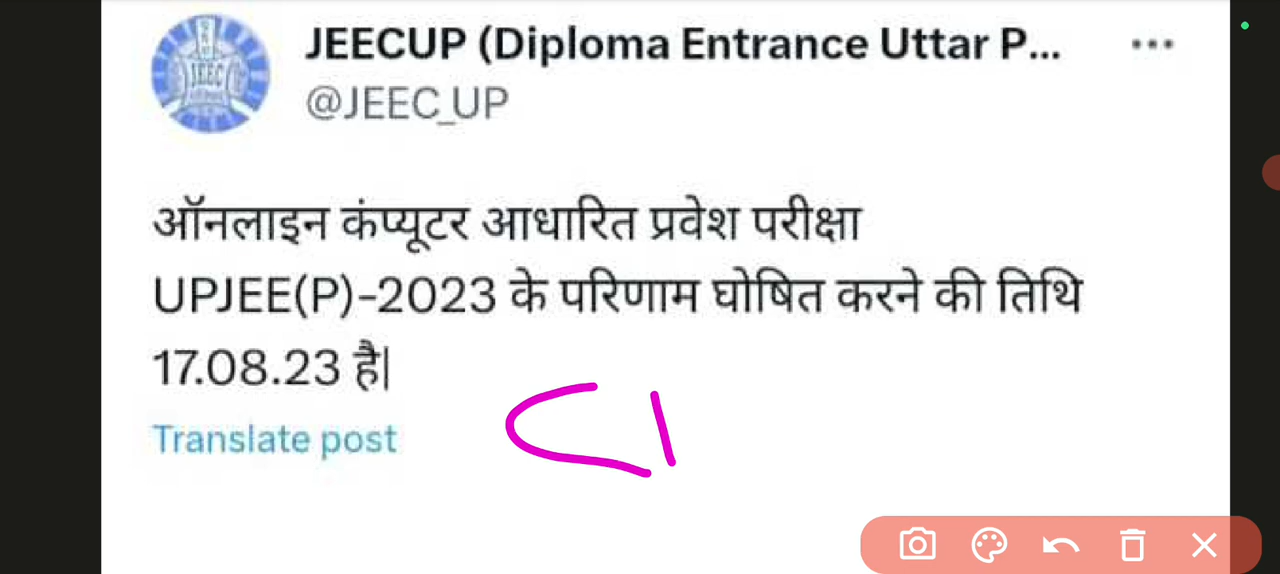 JEECUP (Diploma Entrance Uttar P...
@JEEC_UP
ऑनलाइन कंप्यूटर आधारित प्रवेश परीक्षा
UPJEE(P)-2023 के परिणाम घोषित करने की तिथि
17.08.23 है|
Translate post